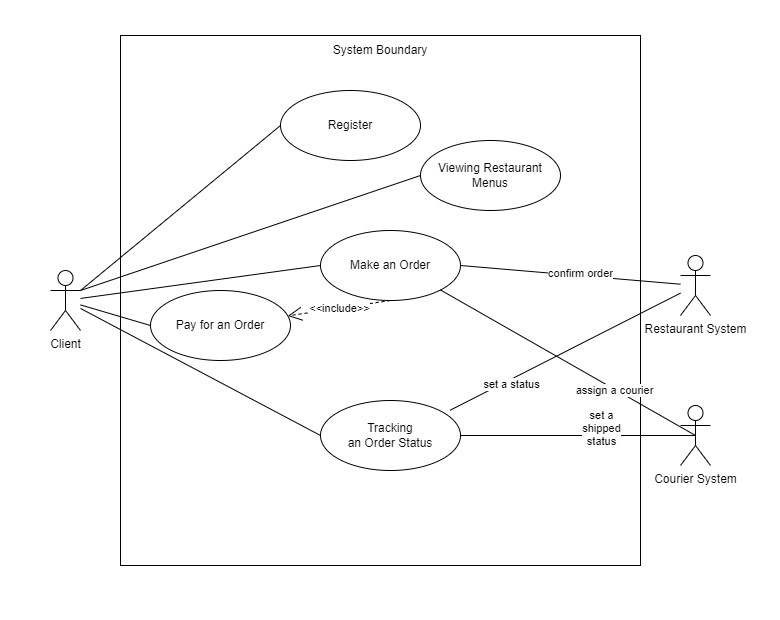 System Boundary
Register
Viewing Restaurant
Menus
Make an Order
confirm order
<<include>>
Pay for an Order
Client
Restaurant System
set a status
assign a courier
Tracking
an Order Status
set a
shipped
status
Courier System